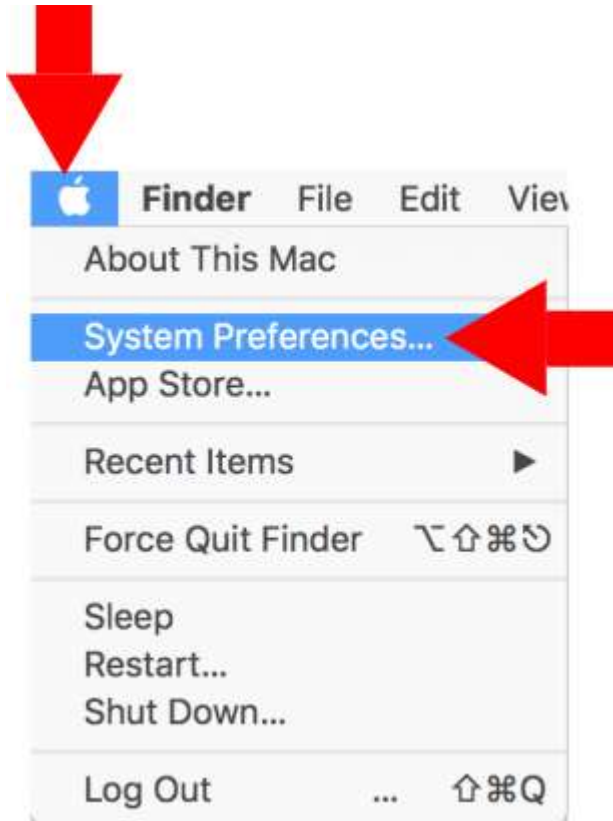 Finder File Edit
About This Mac
System Preferences...
App Store...
Recent Items ▶
Force Quit Finder ⌥⇧⌘⎋
Sleep
Restart...
Shut Down...
Log Out ... ⇧⌘Q